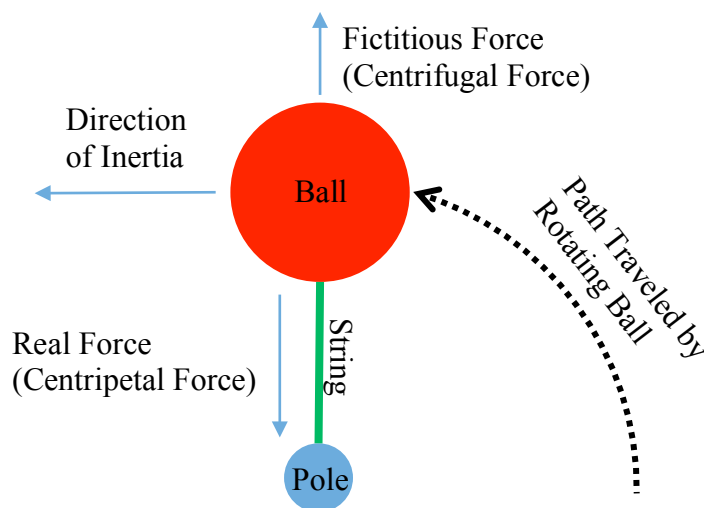 Fictitious Force
(Centrifugal Force)
Direction
of Inertia
Ball
Path Traveled by
Rotating Ball
String
Real Force
(Centripetal Force)
Pole